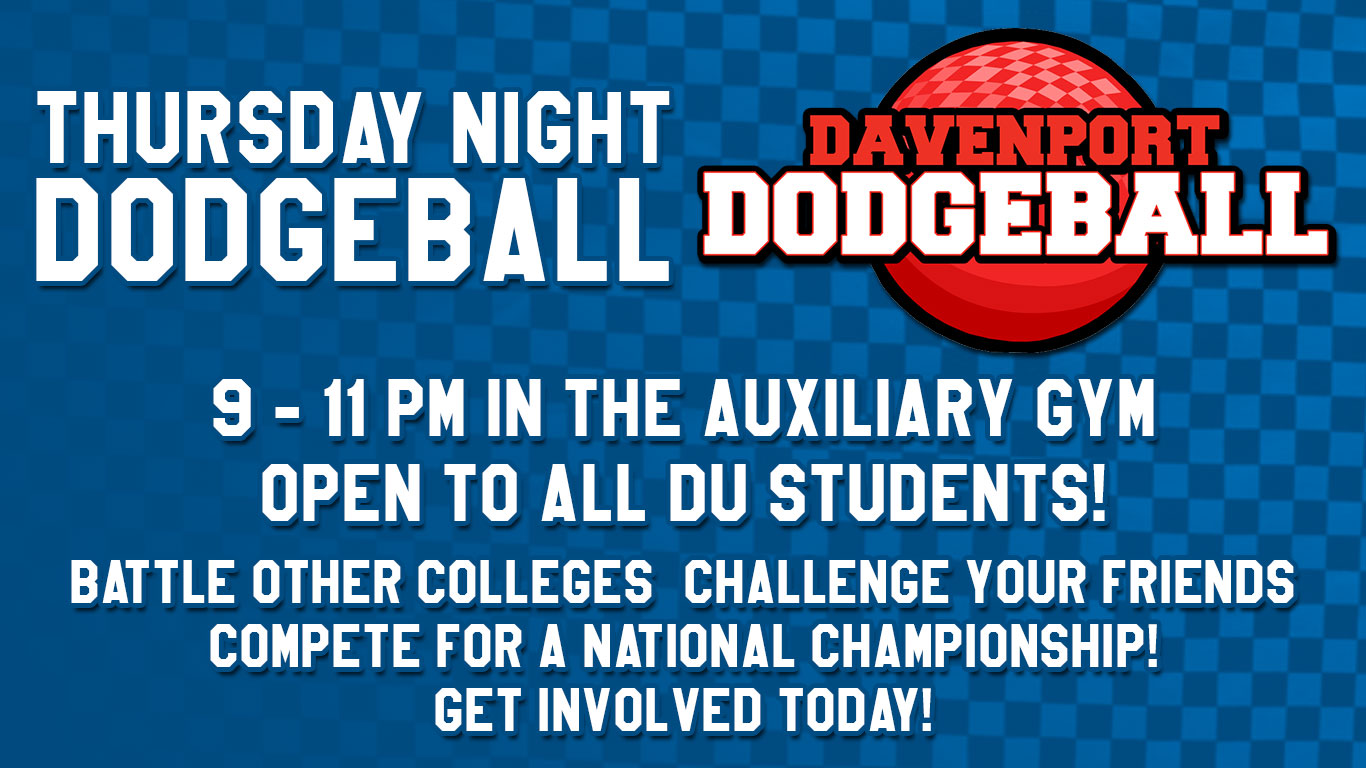 THURSDAY NIGHT
DODGEBALL
DAVENPORT
DODGEBALL
9 - 11 PM IN THE AUXILIARY GYM
OPEN TO ALL DU STUDENTS!
BATTLE OTHER COLLEGES CHALLENGE YOUR FRIENDS
COMPETE FOR A NATIONAL CHAMPIONSHIP!
GET INVOLVED TODAY!